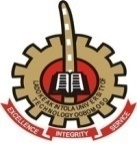 LADOKE AKINTOLA UNIVERSITY OF
TECHNOLOGY OGBOMOSO
EXCELLENCE INTEGRITY SERVICE